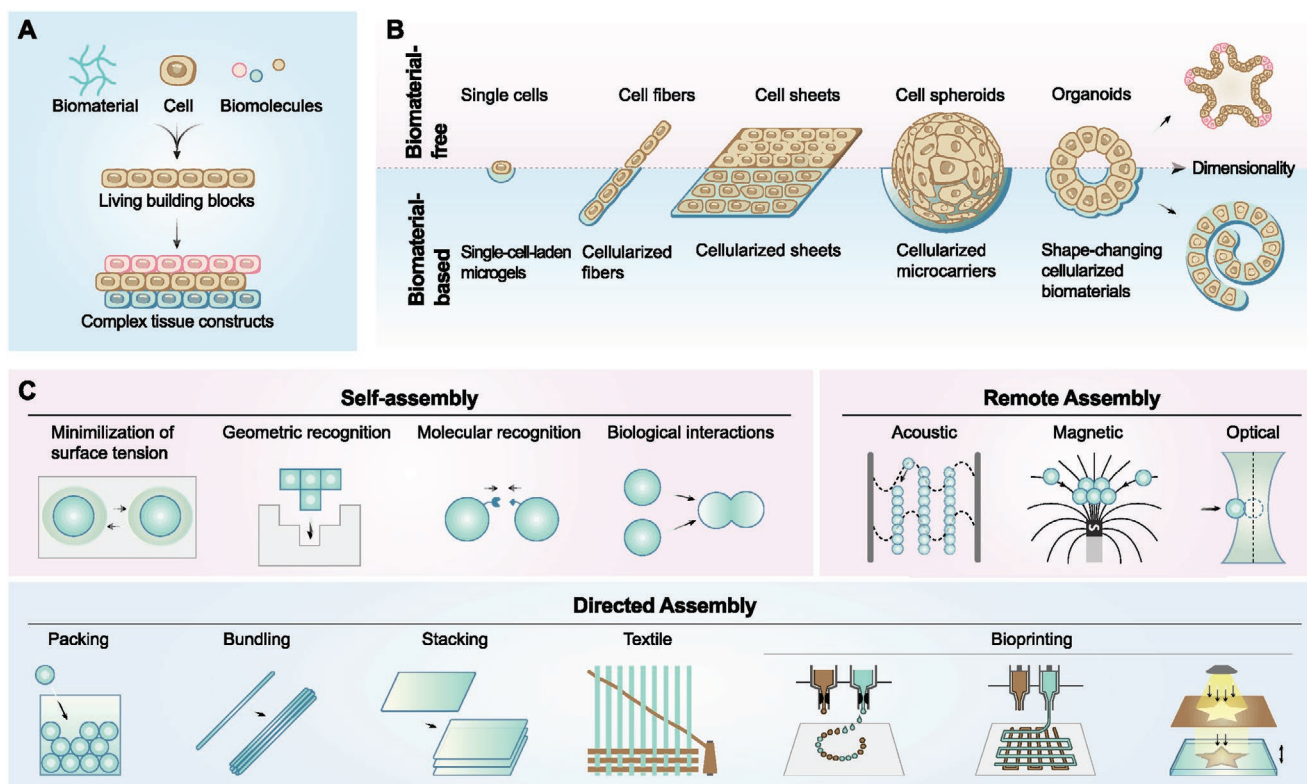 A
Biomaterial
Cell
Biomolecules
Living building blocks
Complex tissue constructs
B
Biomaterial-
free
Single cells
Cell fibers
Cell sheets
Cell spheroids
Organoids
Dimensionality
Biomaterial-
based
Single-cell-laden
microgels
Cellularized
fibers
Cellularized sheets
Cellularized
microcarriers
Shape-changing
cellularized
biomaterials
C
Self-assembly
Minimilization of
surface tension
Geometric recognition
Molecular recognition
Biological interactions
Remote Assembly
Acoustic
Magnetic
S
Optical
Directed Assembly
Packing
Bundling
Stacking
Textile
Bioprinting